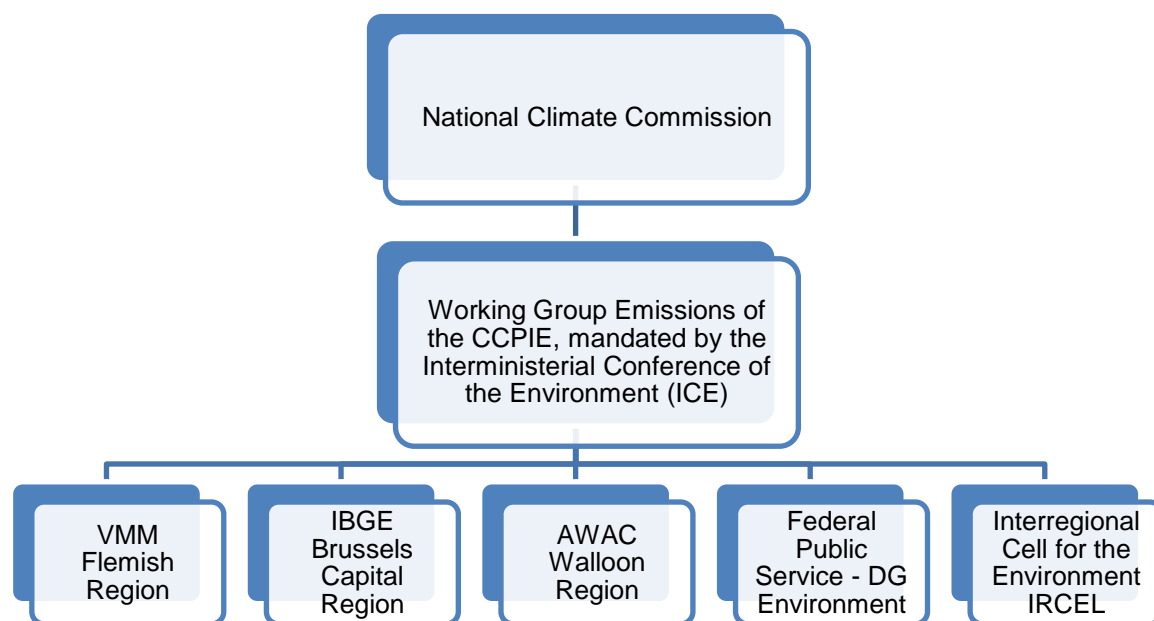 National Climate Commission
Working Group Emissions of
the CCPIE, mandated by the
Interministerial Conference of
the Environment (ICE)
VMM
Flemish
Region
IBGE
Brussels
Capital
Region
AWAC
Walloon
Region
Federal
Public
Service - DG
Environment
Interregional
Cell for the
Environment
IRCEL